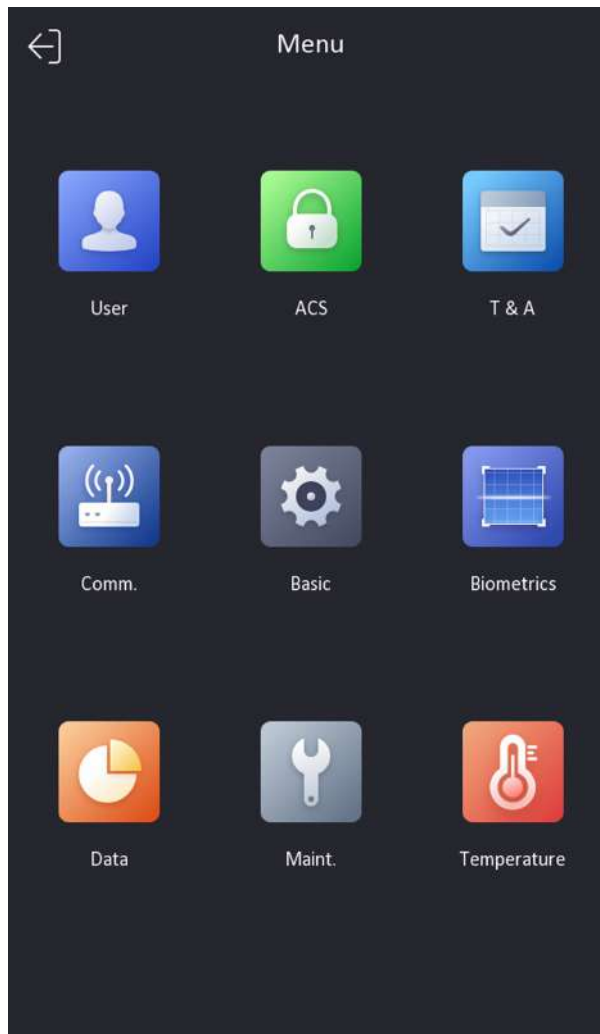 Menu
User ACS T & A
Comm. Basic Biometrics
Data Maint. Temperature